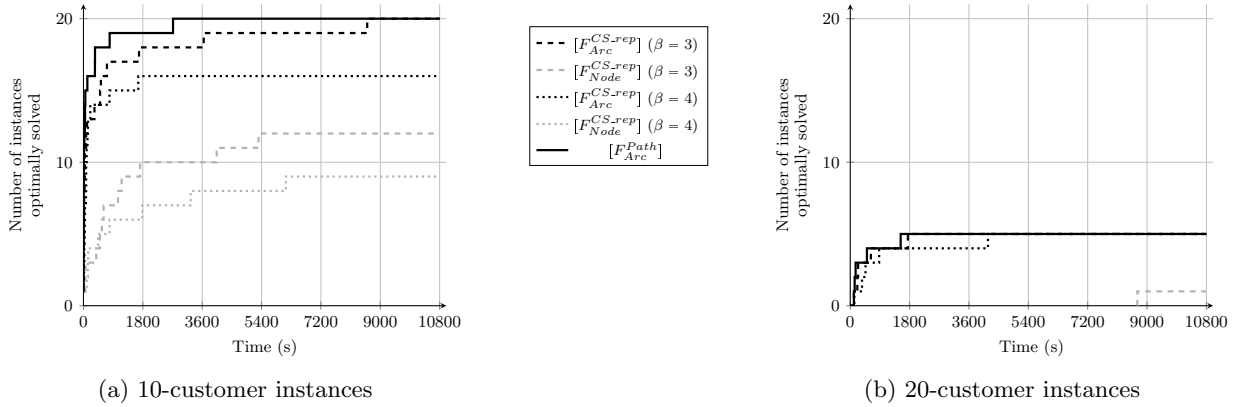 Number of instances
optimally solved
20
10
0
0 1800 3600 5400 7200 9000 10800
Time (s)
(a) 10-customer instances
[F_{Arc}^{CS_rep}] (β = 3)
[F_{Node}^{CS_rep}] (β = 3)
[F_{Arc}^{CS_rep}] (β = 4)
[F_{Node}^{CS_rep}] (β = 4)
[F_{Arc}^{Path}]
Number of instances
optimally solved
20
10
0
0 1800 3600 5400 7200 9000 10800
Time (s)
(b) 20-customer instances